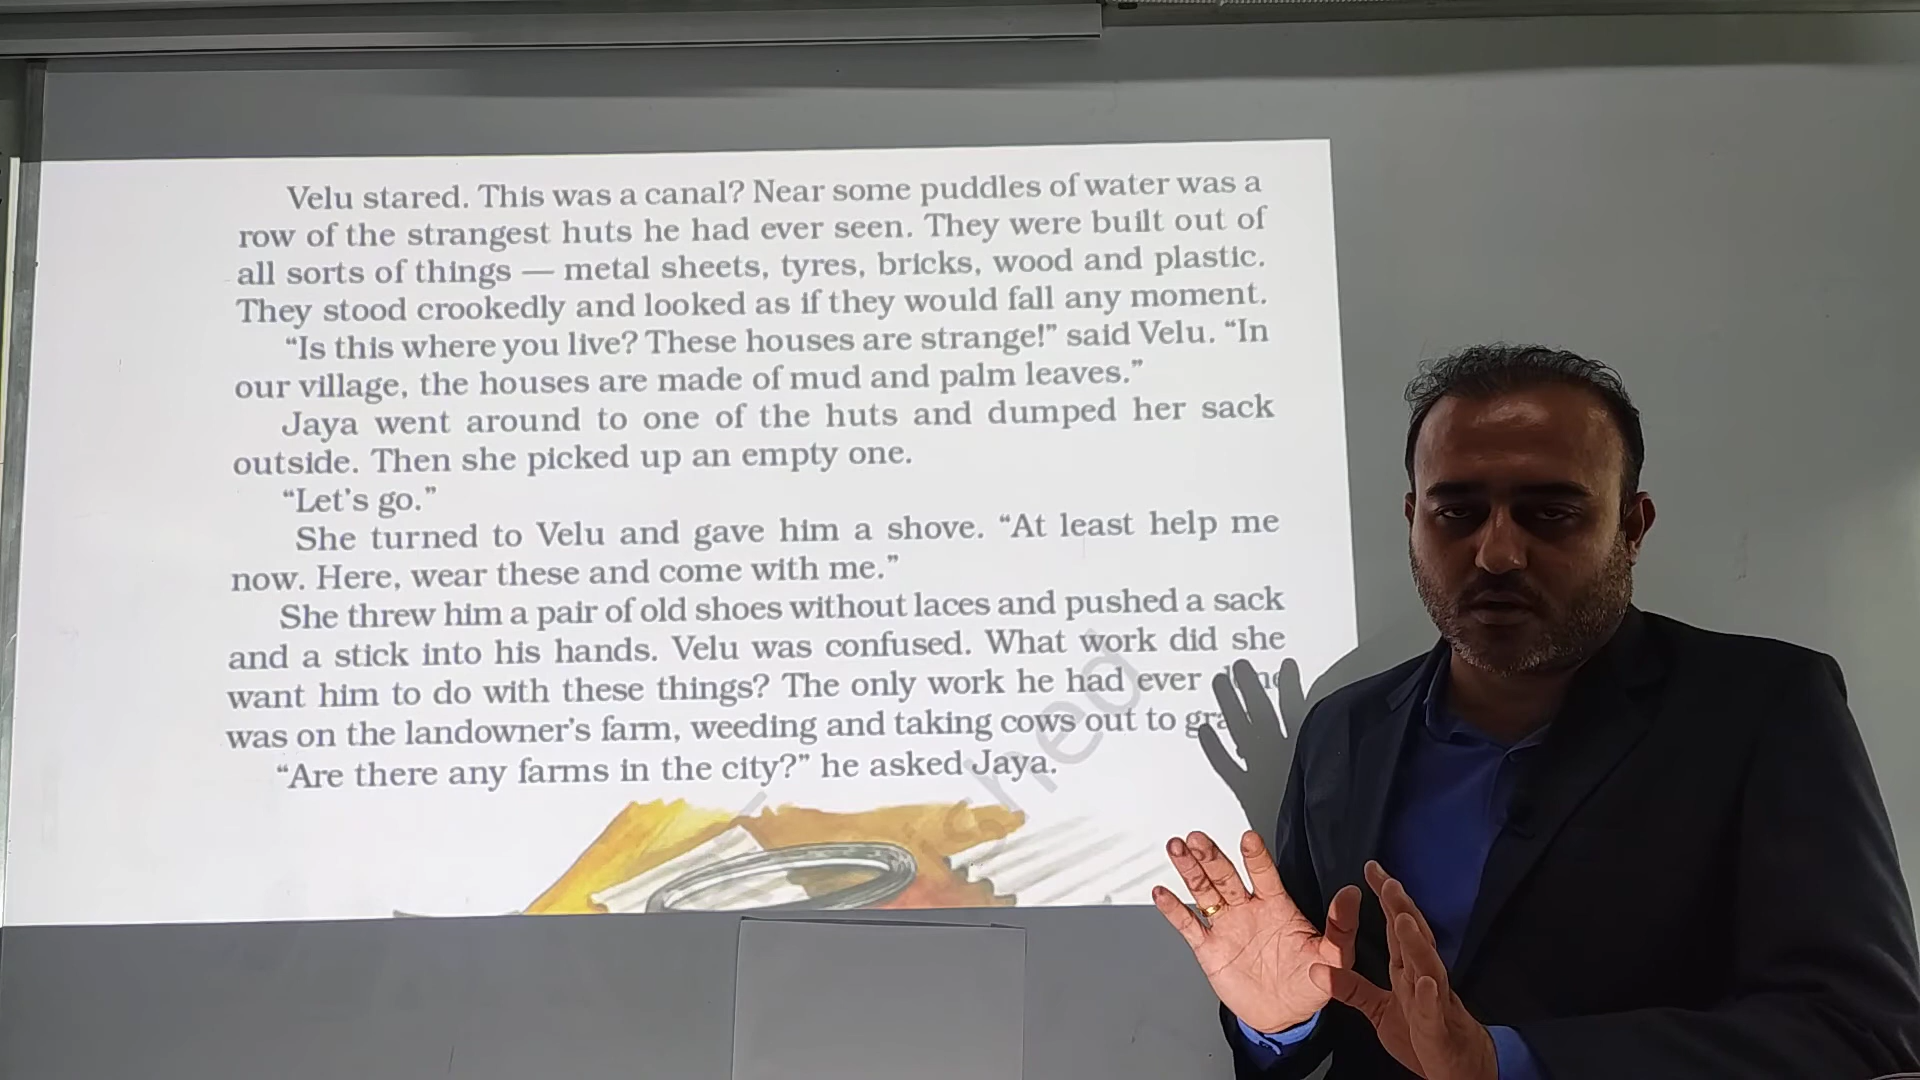 Velu stared. This was a canal? Near some puddles of water was a
row of the strangest huts he had ever seen. They were built out of
all sorts of things — metal sheets, tyres, bricks, wood and plastic.
They stood crookedly and looked as if they would fall any moment.
“Is this where you live? These houses are strange!” said Velu. “In
our village, the houses are made of mud and palm leaves.”
Jaya went around to one of the huts and dumped her sack
outside. Then she picked up an empty one.
“Let’s go.”
She turned to Velu and gave him a shove. “At least help me
now. Here, wear these and come with me.”
She threw him a pair of old shoes without laces and pushed a sack
and a stick into his hands. Velu was confused. What work did she
want him to do with these things? The only work he had ever
was on the landowner’s farm, weeding and taking cows out to
“Are there any farms in the city?” he asked Jaya.